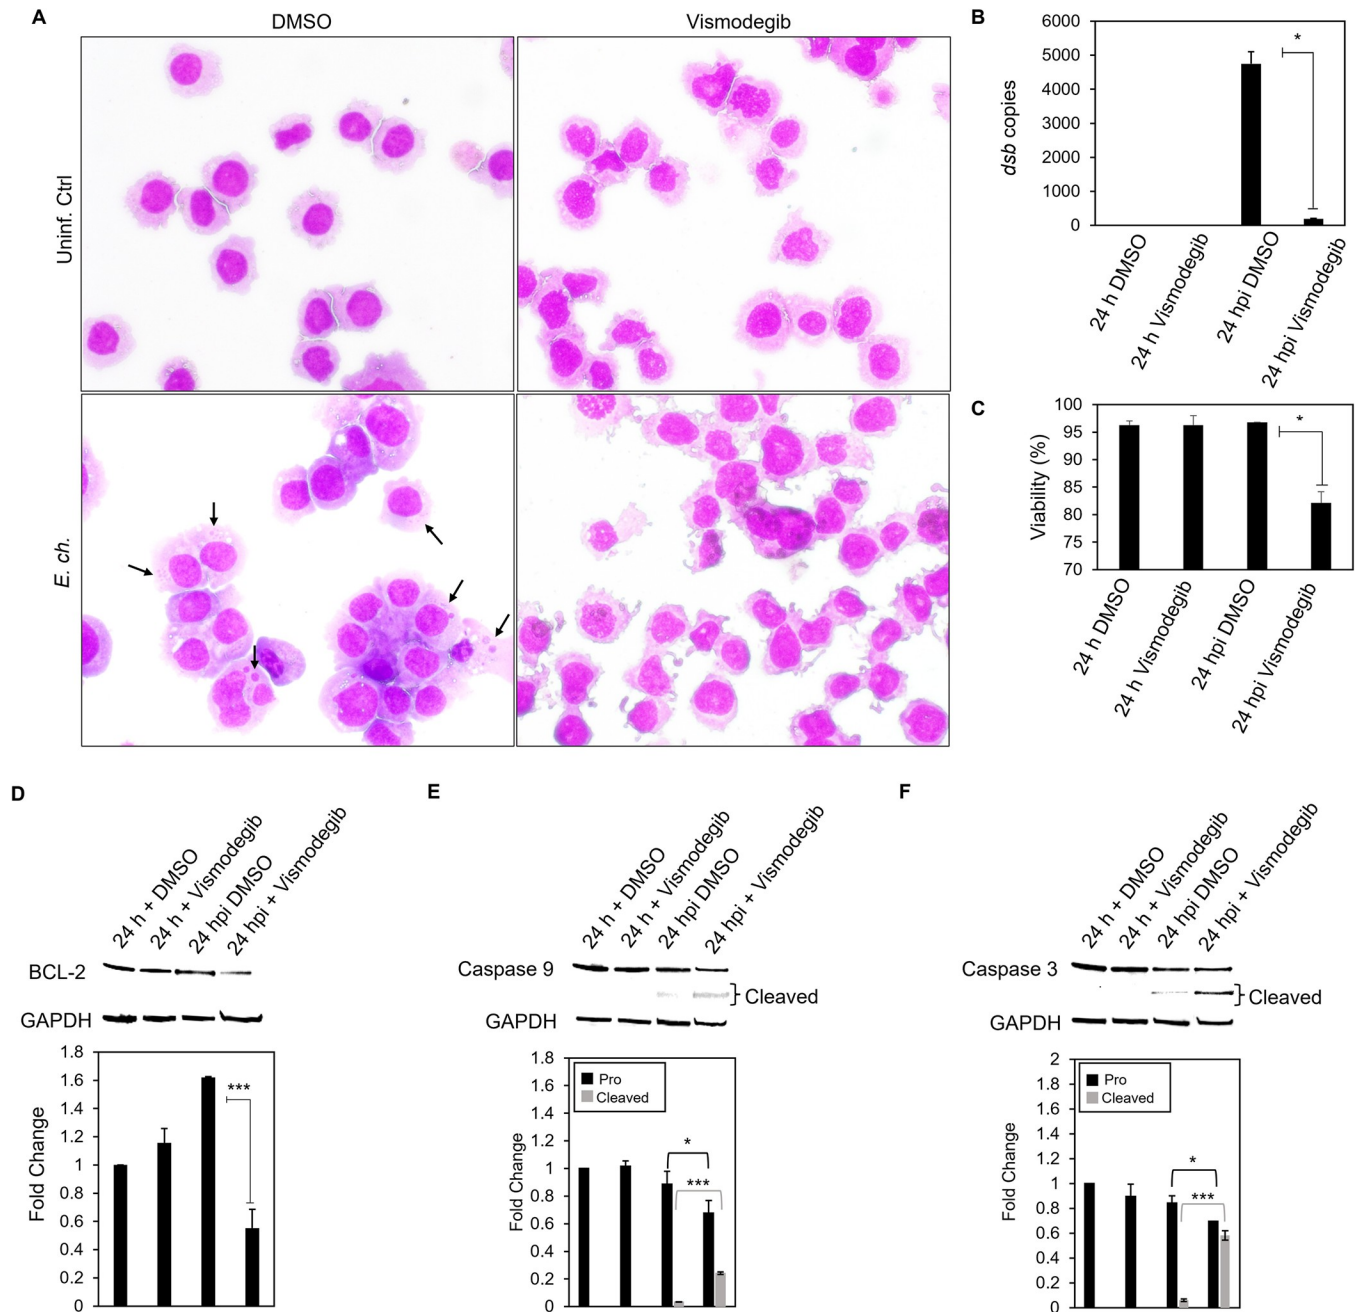 A
DMSO
Vismodegib
Uninf. Ctrl
E. ch.
B
6000
5000
4000
3000
2000
1000
0
dsb copies
*
24 h DMSO
24 h Vismodegib
24 hpi DMSO
24 hpi Vismodegib
C
100
95
90
85
80
75
70
Viability (%)
*
24 h DMSO
24 h Vismodegib
24 hpi DMSO
24 hpi Vismodegib
D
24 h + DMSO
24 h + Vismodegib
24 hpi DMSO
24 hpi + Vismodegib
BCL-2
GAPDH
1.8
1.6
1.4
1.2
1
0.8
0.6
0.4
0.2
0
Fold Change
***
E
24 h + DMSO
24 h + Vismodegib
24 hpi DMSO
24 hpi + Vismodegib
Caspase 9
Cleaved
GAPDH
1.8
1.6
1.4
1.2
1
0.8
0.6
0.4
0.2
0
Fold Change
Pro
Cleaved
*
***
F
24 h + DMSO
24 h + Vismodegib
24 hpi DMSO
24 hpi + Vismodegib
Caspase 3
Cleaved
GAPDH
2
1.8
1.6
1.4
1.2
1
0.8
0.6
0.4
0.2
0
Fold Change
Pro
Cleaved
*
***